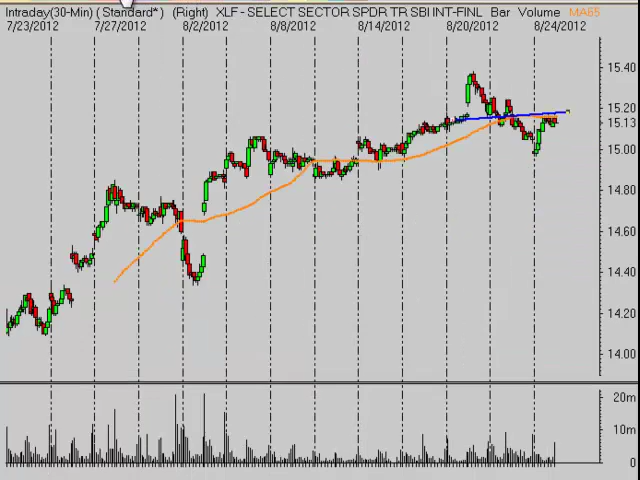 Intraday(30-Min) (Standard*) (Right) XLF - SELECT SECTOR SPDR TR SBI INT-FINL Bar Volume MA65
7/23/2012 7/27/2012 8/2/2012 8/8/2012 8/14/2012 8/20/2012 8/24/2012
15.40
15.20
15.13
15.00
14.80
14.60
14.40
14.20
14.00
20m
10m
0